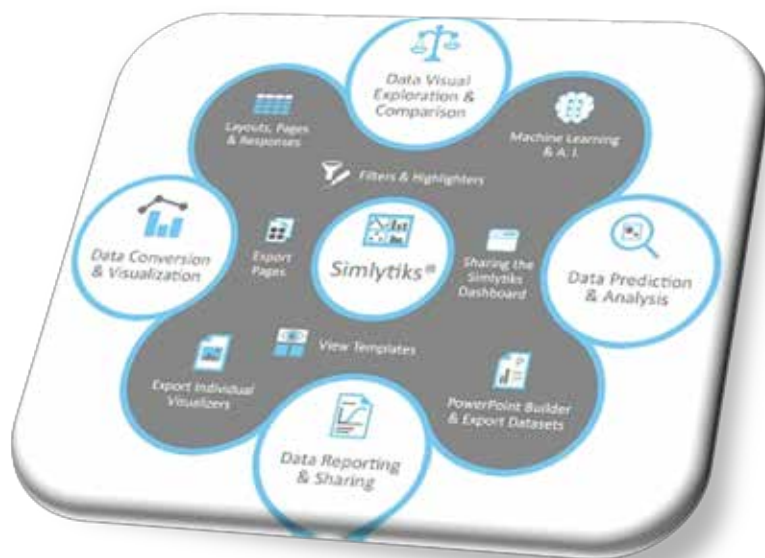 Data Visual
Exploration &
Comparison
Layouts, Pages
& Responses
Machine Learning
& A. I.
Filters & Highlighters
Data Conversion
& Visualization
Export
Pages
Simlytiks®
Sharing the
Simlytiks
Dashboard
Data Prediction
& Analysis
View Templates
Export Individual
Visualizers
PowerPoint Builder
& Export Datasets
Data Reporting
& Sharing